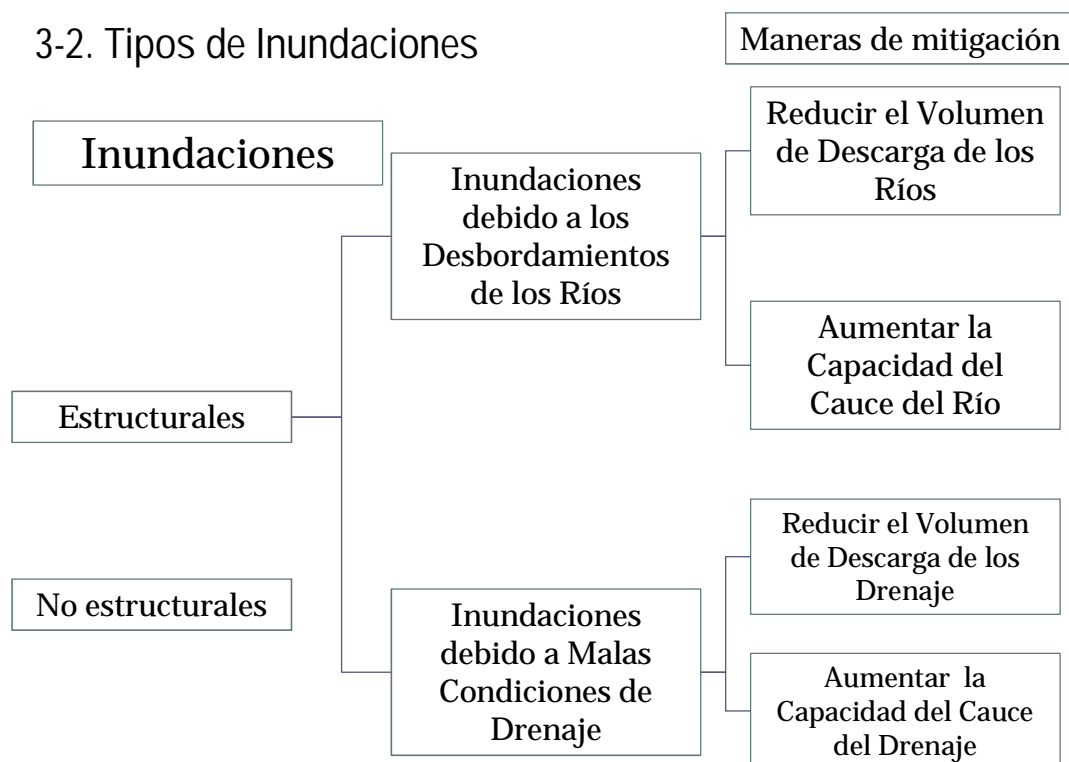 3-2. Tipos de Inundaciones
Maneras de mitigación
Inundaciones
Inundaciones
debido a los
Desbordamientos
de los Ríos
Reducir el Volumen
de Descarga de los
Ríos
Aumentar la
Capacidad del
Cauce del Río
Estructurales
No estructurales
Inundaciones
debido a Malas
Condiciones de
Drenaje
Reducir el Volumen
de Descarga de los
Drenaje
Aumentar la
Capacidad del Cauce
del Drenaje